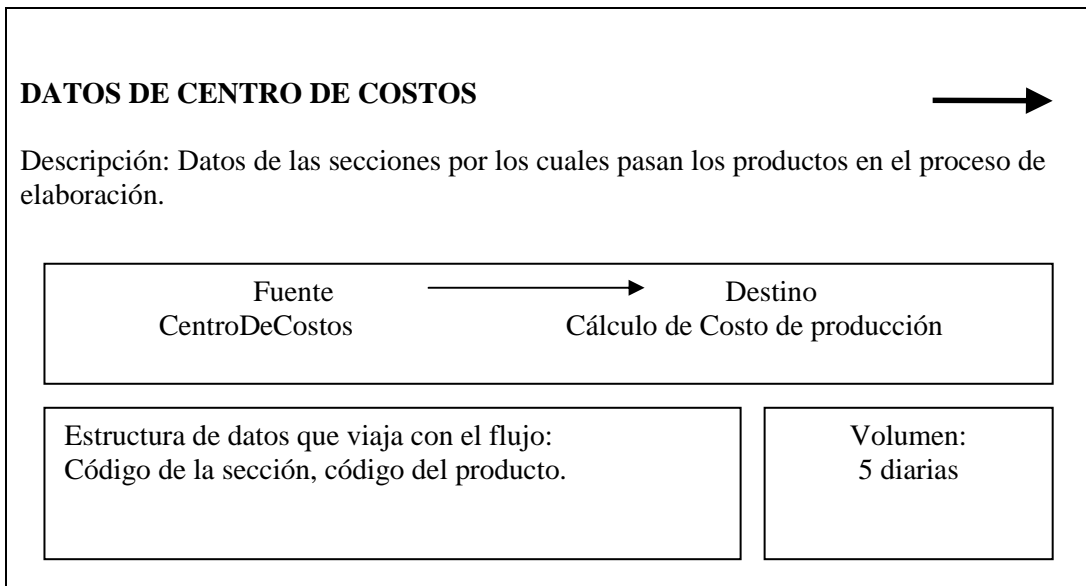 DATOS DE CENTRO DE COSTOS
Descripción: Datos de las secciones por los cuales pasan los productos en el proceso de
elaboración.
Fuente Destino
CentroDeCostos Cálculo de Costo de producción
Estructura de datos que viaja con el flujo:
Código de la sección, código del producto.
Volumen:
5 diarias